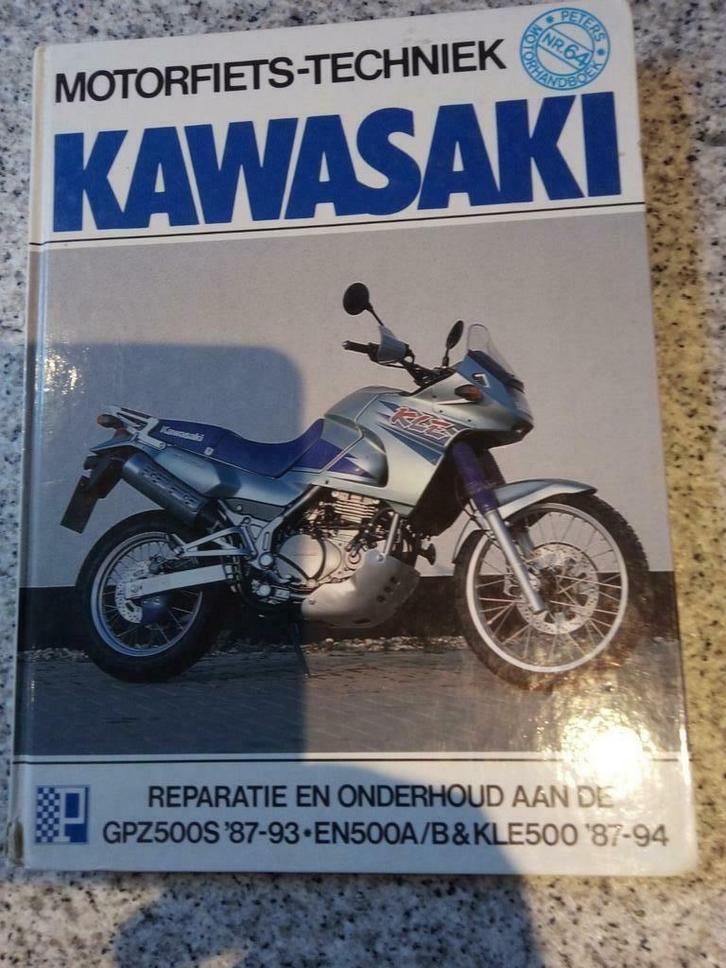 MOTORFIETS-TECHNIEK
PETERS
NR. 64
MOTORHANDBOEK
KAWASAKI
Kawasaki
KLE
P
REPARATIE EN ONDERHOUD AAN DE
GPZ500S '87-93 • EN500A/B & KLE500 '87-94